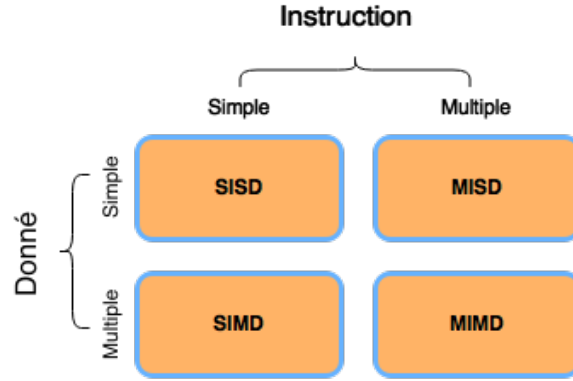 Instruction
Simple Multiple
Donné
Simple
SISD MISD
Multiple
SIMD MIMD